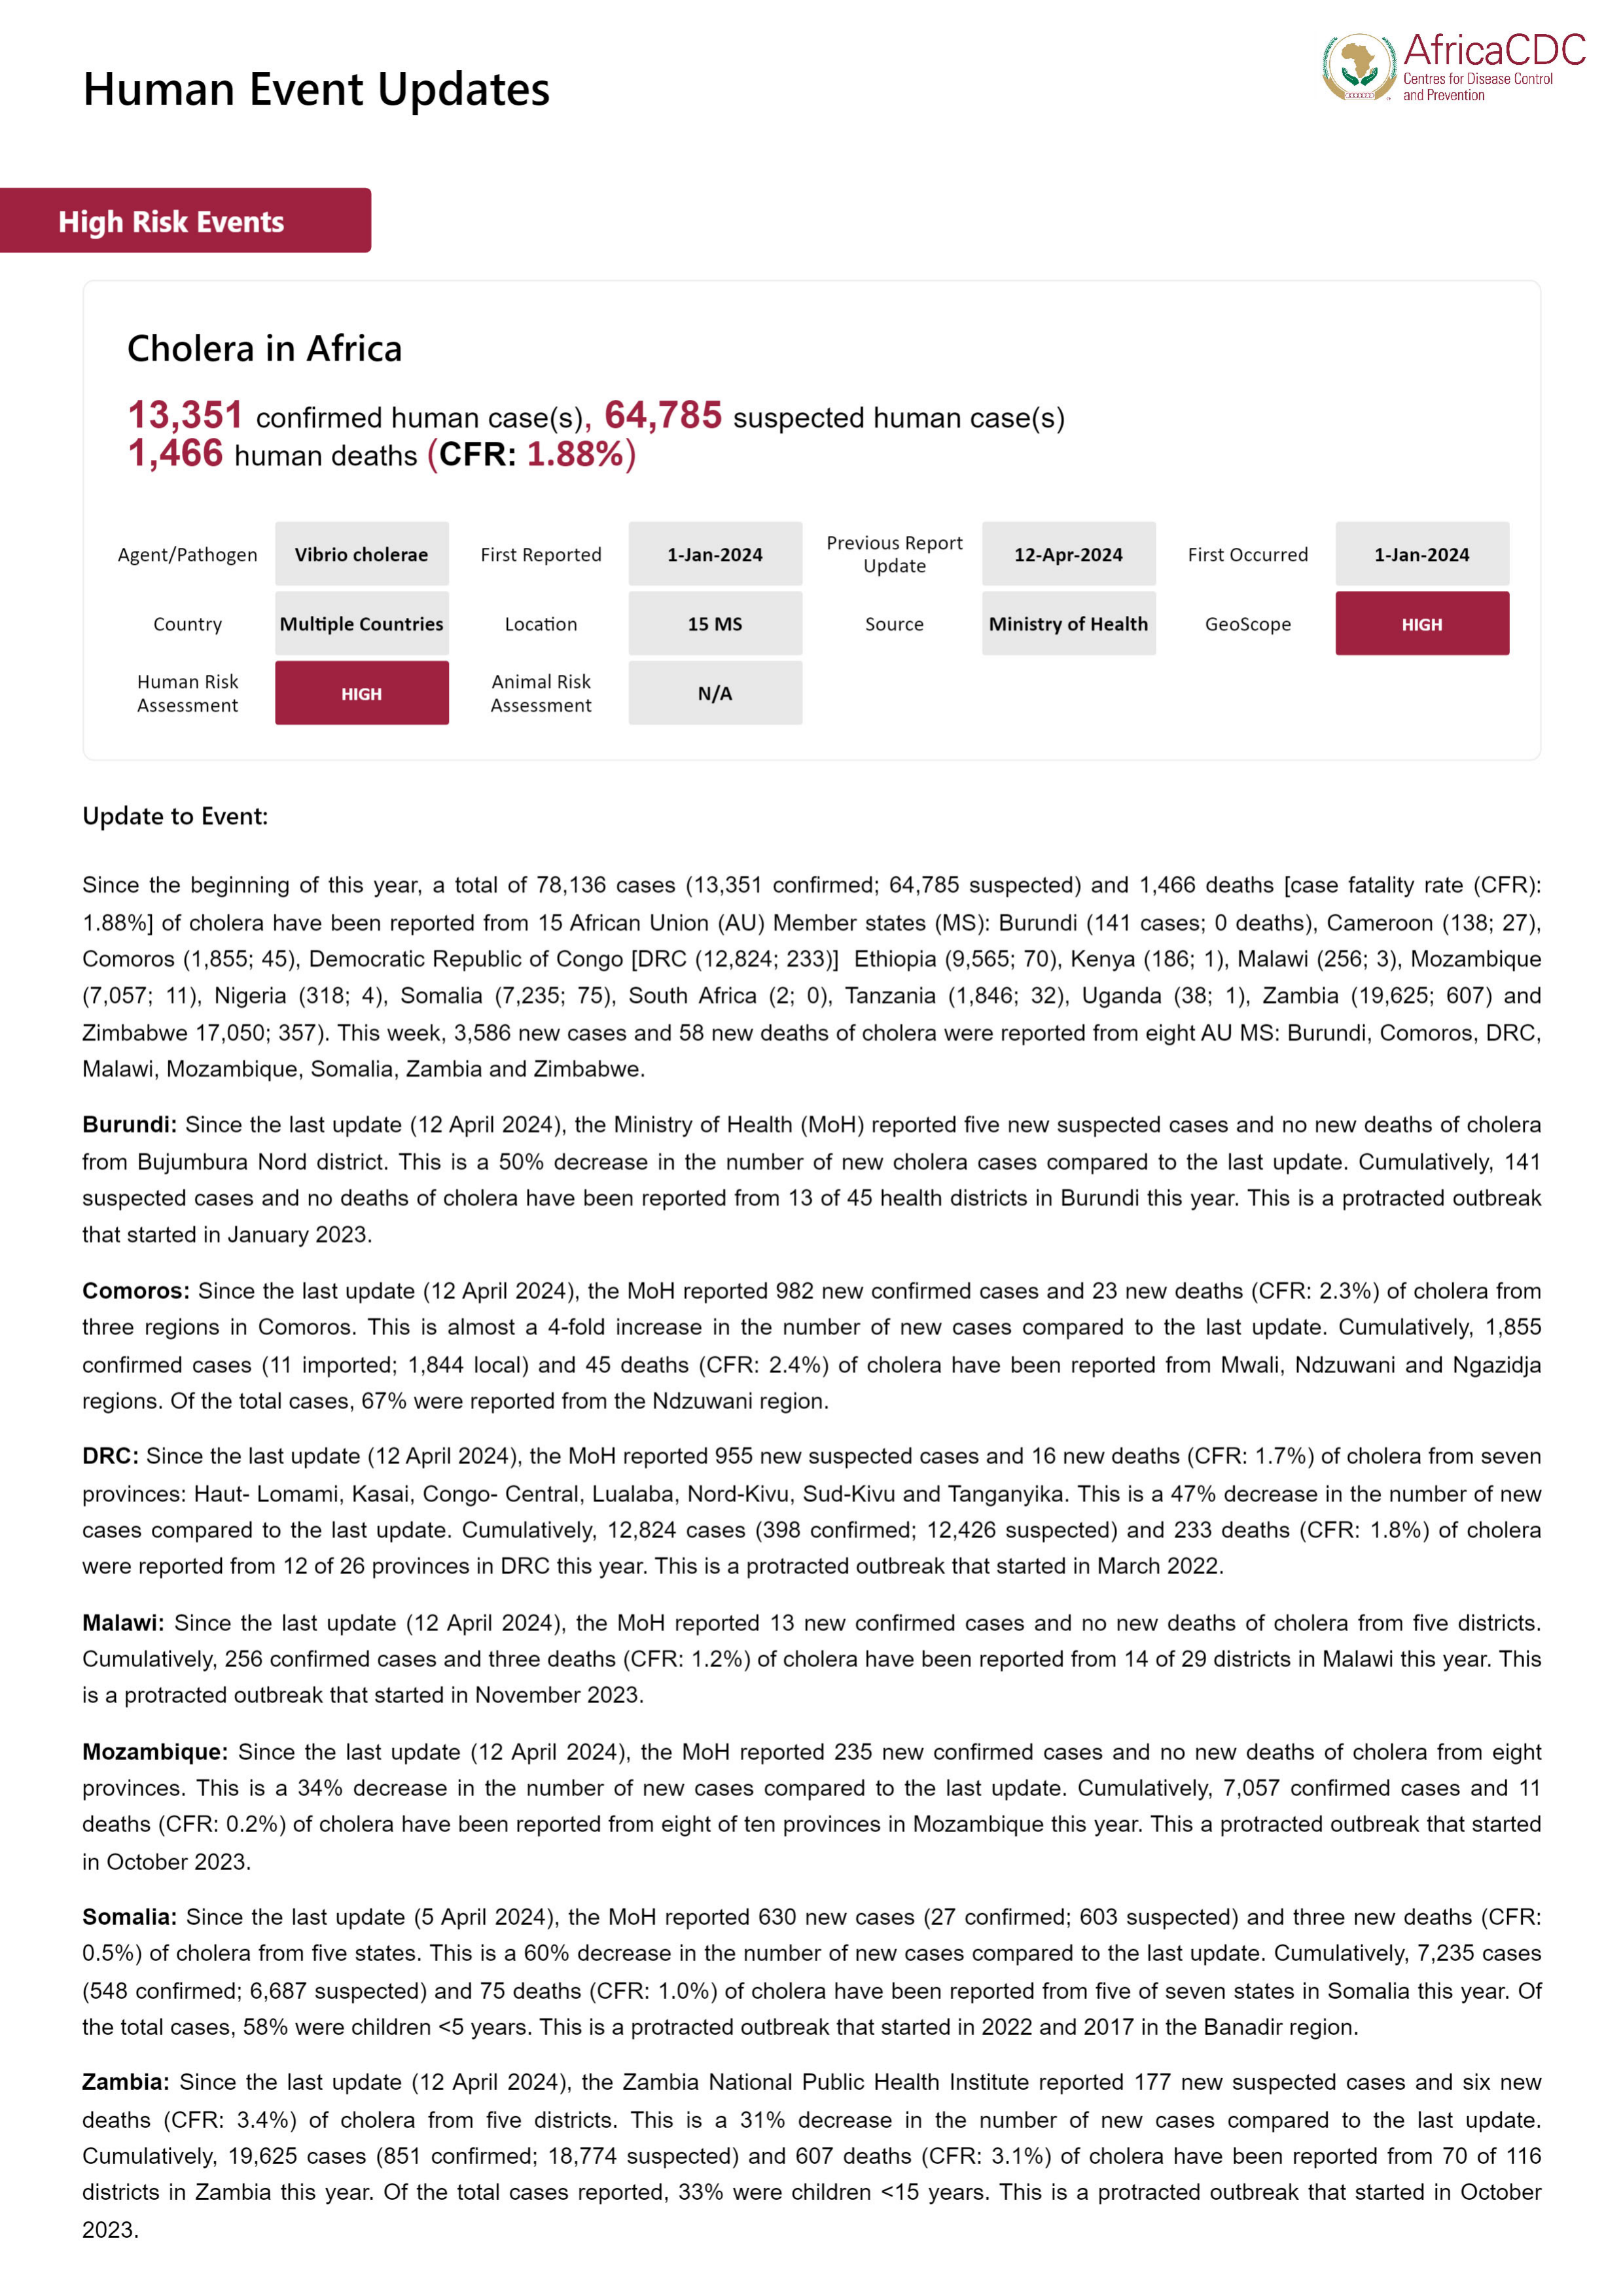 AfricaCDC
Centres for Disease Control
and Prevention
Human Event Updates
High Risk Events
Cholera in Africa
13,351 confirmed human case(s), 64,785 suspected human case(s)
1,466 human deaths (CFR: 1.88%)
Agent/Pathogen Vibrio cholerae First Reported 1-Jan-2024 Previous Report Update 12-Apr-2024 First Occurred 1-Jan-2024
Country Multiple Countries Location 15 MS Source Ministry of Health GeoScope HIGH
Human Risk Assessment HIGH Animal Risk Assessment N/A
Update to Event:
Since the beginning of this year, a total of 78,136 cases (13,351 confirmed; 64,785 suspected) and 1,466 deaths [case fatality rate (CFR):
1.88%] of cholera have been reported from 15 African Union (AU) Member states (MS): Burundi (141 cases; 0 deaths), Cameroon (138; 27),
Comoros (1,855; 45), Democratic Republic of Congo [DRC (12,824; 233)] Ethiopia (9,565; 70), Kenya (186; 1), Malawi (256; 3), Mozambique
(7,057; 11), Nigeria (318; 4), Somalia (7,235; 75), South Africa (2; 0), Tanzania (1,846; 32), Uganda (38; 1), Zambia (19,625; 607) and
Zimbabwe 17,050; 357). This week, 3,586 new cases and 58 new deaths of cholera were reported from eight AU MS: Burundi, Comoros, DRC,
Malawi, Mozambique, Somalia, Zambia and Zimbabwe.
Burundi: Since the last update (12 April 2024), the Ministry of Health (MoH) reported five new suspected cases and no new deaths of cholera
from Bujumbura Nord district. This is a 50% decrease in the number of new cholera cases compared to the last update. Cumulatively, 141
suspected cases and no deaths of cholera have been reported from 13 of 45 health districts in Burundi this year. This is a protracted outbreak
that started in January 2023.
Comoros: Since the last update (12 April 2024), the MoH reported 982 new confirmed cases and 23 new deaths (CFR: 2.3%) of cholera from
three regions in Comoros. This is almost a 4-fold increase in the number of new cases compared to the last update. Cumulatively, 1,855
confirmed cases (11 imported; 1,844 local) and 45 deaths (CFR: 2.4%) of cholera have been reported from Mwali, Ndzuwani and Ngazidja
regions. Of the total cases, 67% were reported from the Ndzuwani region.
DRC: Since the last update (12 April 2024), the MoH reported 955 new suspected cases and 16 new deaths (CFR: 1.7%) of cholera from seven
provinces: Haut- Lomami, Kasai, Congo- Central, Lualaba, Nord-Kivu, Sud-Kivu and Tanganyika. This is a 47% decrease in the number of new
cases compared to the last update. Cumulatively, 12,824 cases (398 confirmed; 12,426 suspected) and 233 deaths (CFR: 1.8%) of cholera
were reported from 12 of 26 provinces in DRC this year. This is a protracted outbreak that started in March 2022.
Malawi: Since the last update (12 April 2024), the MoH reported 13 new confirmed cases and no new deaths of cholera from five districts.
Cumulatively, 256 confirmed cases and three deaths (CFR: 1.2%) of cholera have been reported from 14 of 29 districts in Malawi this year. This
is a protracted outbreak that started in November 2023.
Mozambique: Since the last update (12 April 2024), the MoH reported 235 new confirmed cases and no new deaths of cholera from eight
provinces. This is a 34% decrease in the number of new cases compared to the last update. Cumulatively, 7,057 confirmed cases and 11
deaths (CFR: 0.2%) of cholera have been reported from eight of ten provinces in Mozambique this year. This a protracted outbreak that started
in October 2023.
Somalia: Since the last update (5 April 2024), the MoH reported 630 new cases (27 confirmed; 603 suspected) and three new deaths (CFR:
0.5%) of cholera from five states. This is a 60% decrease in the number of new cases compared to the last update. Cumulatively, 7,235 cases
(548 confirmed; 6,687 suspected) and 75 deaths (CFR: 1.0%) of cholera have been reported from five of seven states in Somalia this year. Of
the total cases, 58% were children <5 years. This is a protracted outbreak that started in 2022 and 2017 in the Banadir region.
Zambia: Since the last update (12 April 2024), the Zambia National Public Health Institute reported 177 new suspected cases and six new
deaths (CFR: 3.4%) of cholera from five districts. This is a 31% decrease in the number of new cases compared to the last update.
Cumulatively, 19,625 cases (851 confirmed; 18,774 suspected) and 607 deaths (CFR: 3.1%) of cholera have been reported from 70 of 116
districts in Zambia this year. Of the total cases reported, 33% were children <15 years. This is a protracted outbreak that started in October
2023.